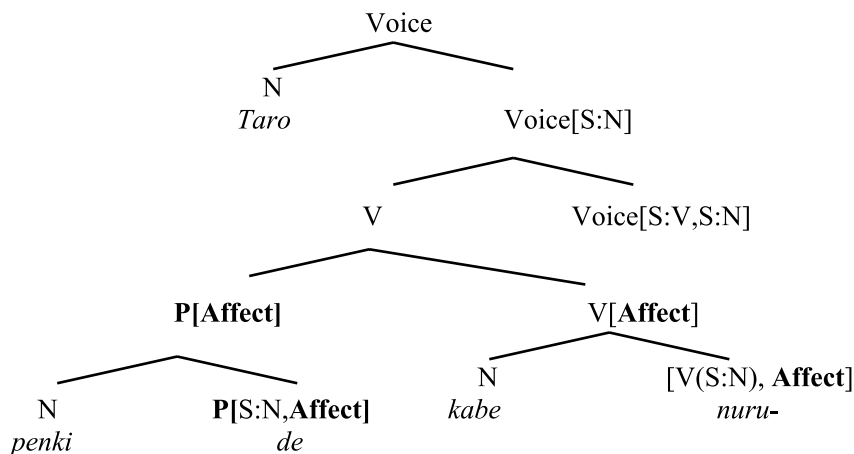 Voice
N
Taro
Voice[S:N]
V
Voice[S:V,S:N]
P[Affect]
V[Affect]
N
P[S:N,Affect]
N
[V(S:N), Affect]
penki
de
kabe
nuru-